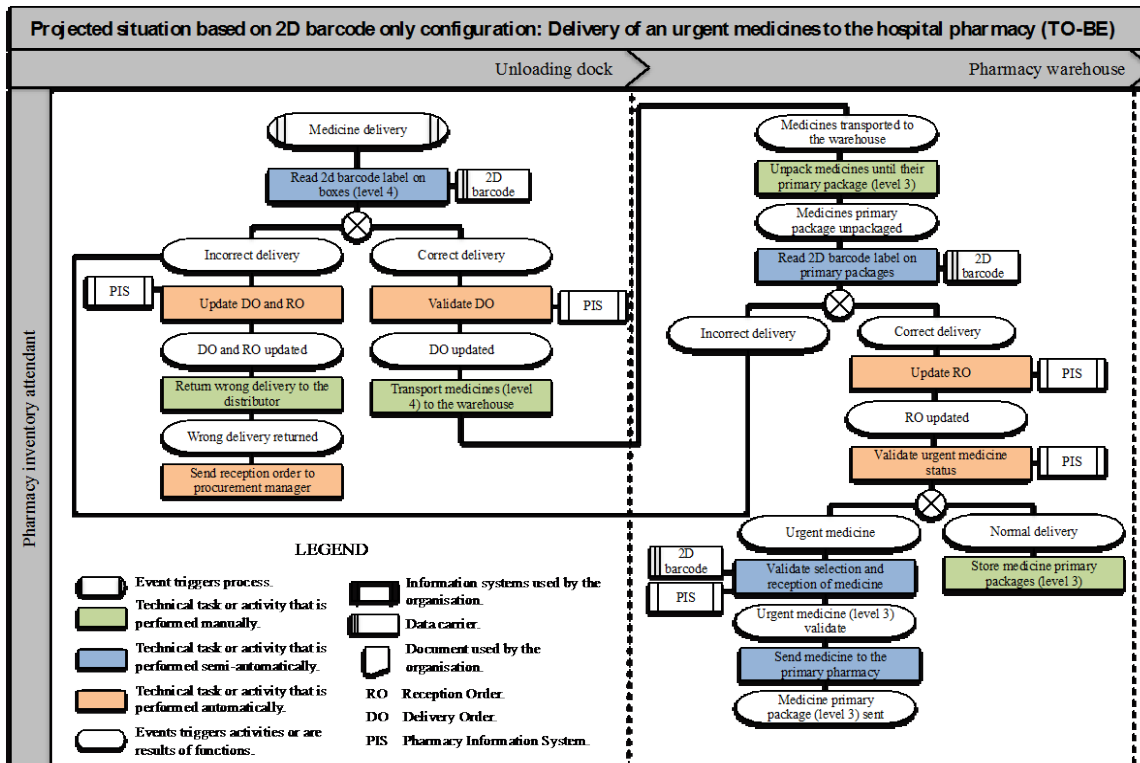 Projected situation based on 2D barcode only configuration: Delivery of an urgent medicines to the hospital pharmacy (TO-BE)
Unloading dock
Pharmacy warehouse
Pharmacy inventory attendant
Medicine delivery
Read 2d barcode label on
boxes (level 4)
2D
barcode
Incorrect delivery
Correct delivery
PIS
Update DO and RO
Validate DO
PIS
DO and RO updated
DO updated
Return wrong delivery to the
distributor
Transport medicines (level
4) to the warehouse
Wrong delivery returned
Send reception order to
procurement manager
Medicines transported to
the warehouse
Unpack medicines until their
primary package (level 3)
Medicines primary
package unpackaged
Read 2D barcode label on
primary packages
2D
barcode
Incorrect delivery
Correct delivery
Update RO
PIS
RO updated
Validate urgent medicine
status
PIS
Urgent medicine
Normal delivery
2D
barcode
PIS
Validate selection and
reception of medicine
Store medicine primary
packages (level 3)
Urgent medicine (level 3)
validate
Send medicine to the
primary pharmacy
Medicine primary
package (level 3) sent
LEGEND
Event triggers process.
Technical task or activity that is
performed manually.
Technical task or activity that is
performed semi-automatically.
Technical task or activity that is
performed automatically.
Events triggers activities or are
results of functions.
Information systems used by the
organisation.
Data carrier.
Document used by the
organisation.
RO Reception Order.
DO Delivery Order.
PIS Pharmacy Information System.